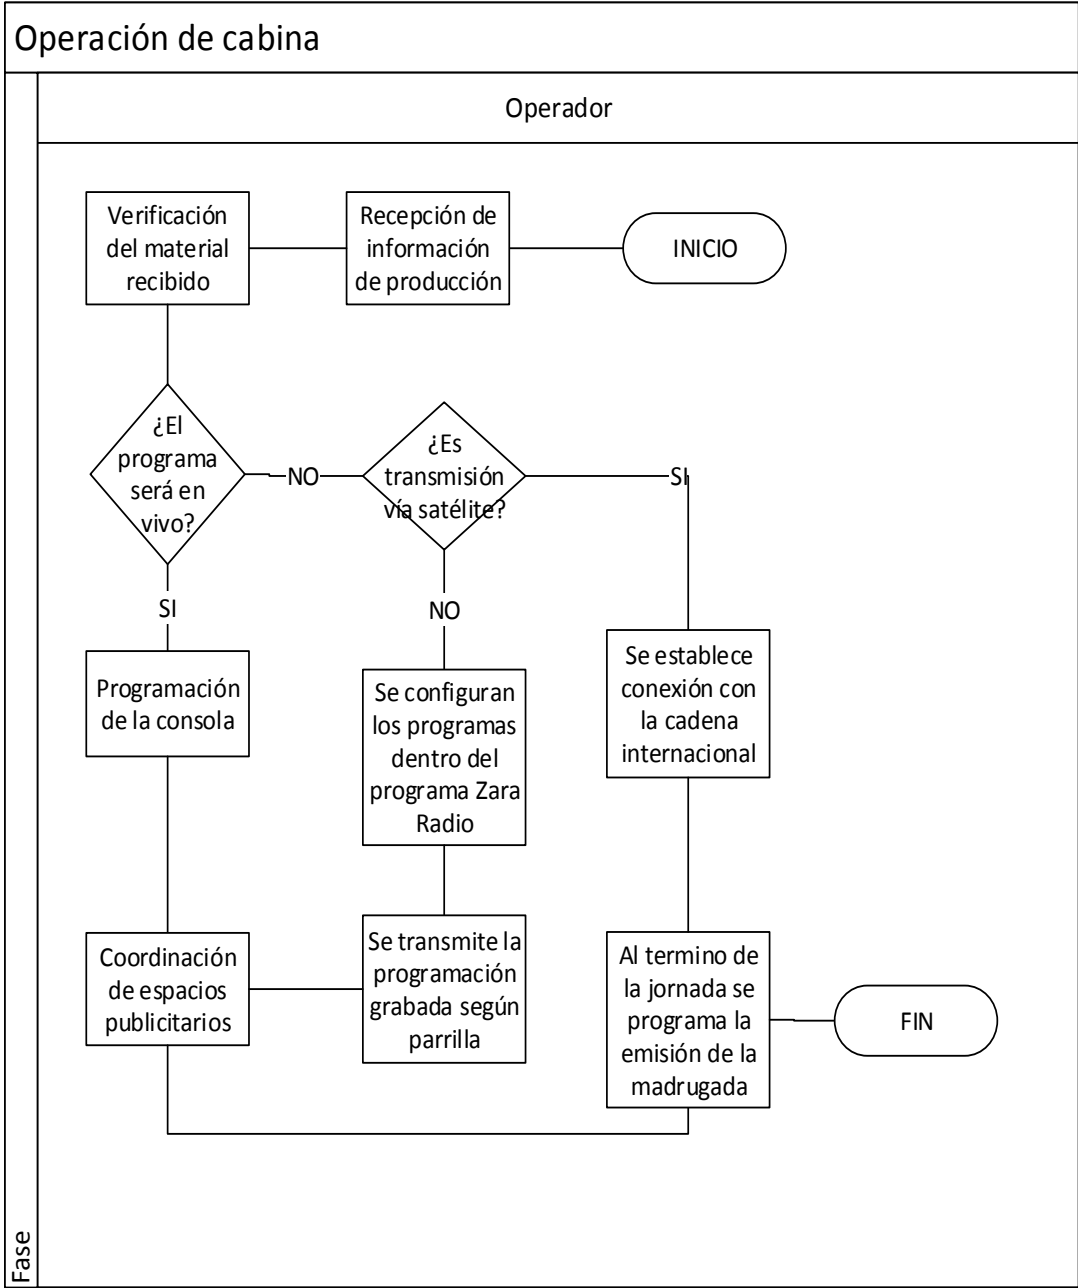 Operación de cabina
Operador
Verificación
del material
recibido
Recepción de
información
de producción
INICIO
¿El
programa
será en
vivo?
NO
¿Es
transmisión
vía satélite?
SI
SI
NO
Programación
de la consola
Se configuran
los programas
dentro del
programa Zara
Radio
Se establece
conexión con
la cadena
internacional
Coordinación
de espacios
publicitarios
Se transmite la
programación
grabada según
parrilla
Al termino de
la jornada se
programa la
emisión de la
madrugada
FIN
Fase